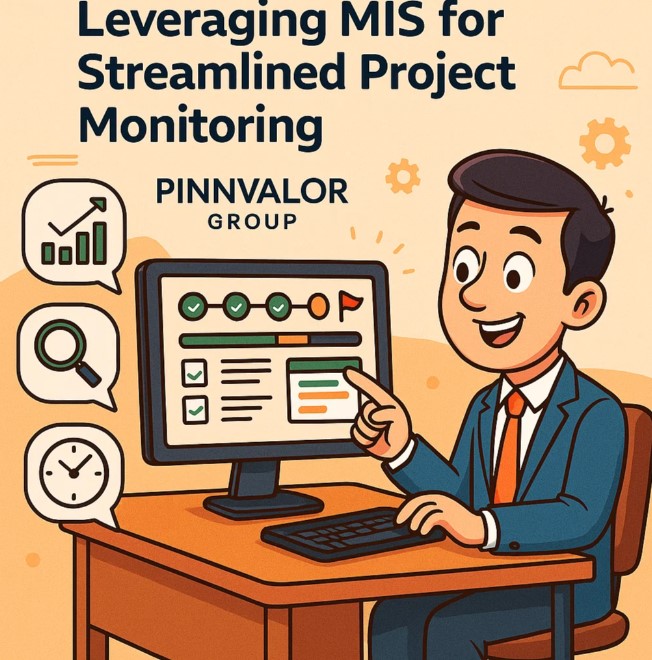 Leveraging MIS for
Streamlined Project
Monitoring
PINNVALOR
GROUP